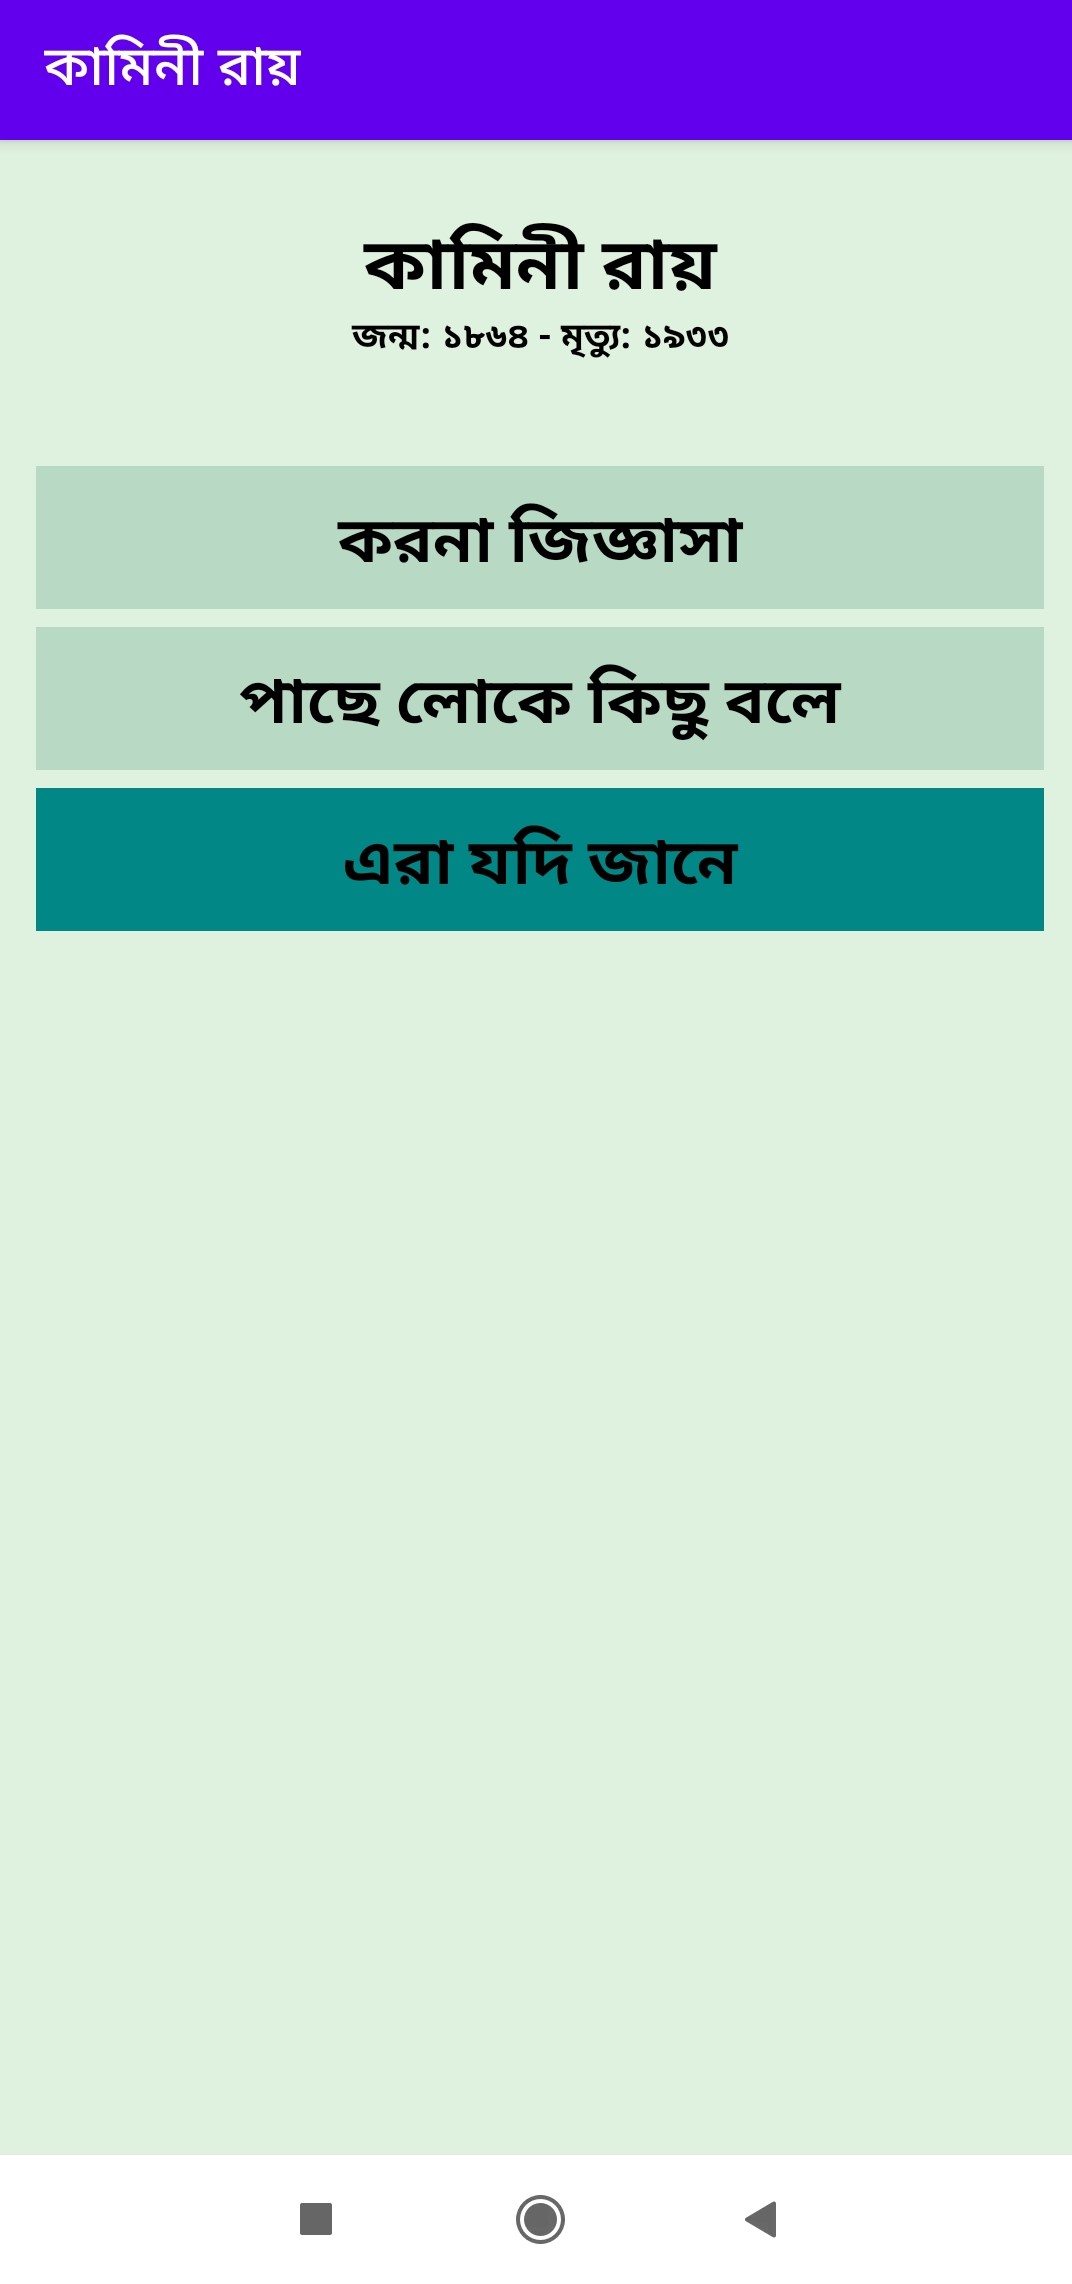 কামিনী রায়
কামিনী রায়
জন্ম: ১৮৬৪ - মৃত্যু: ১৯৩৩
করনা জিজ্ঞাসা
পাছে লোকে কিছু বলে
এরা যদি জানে